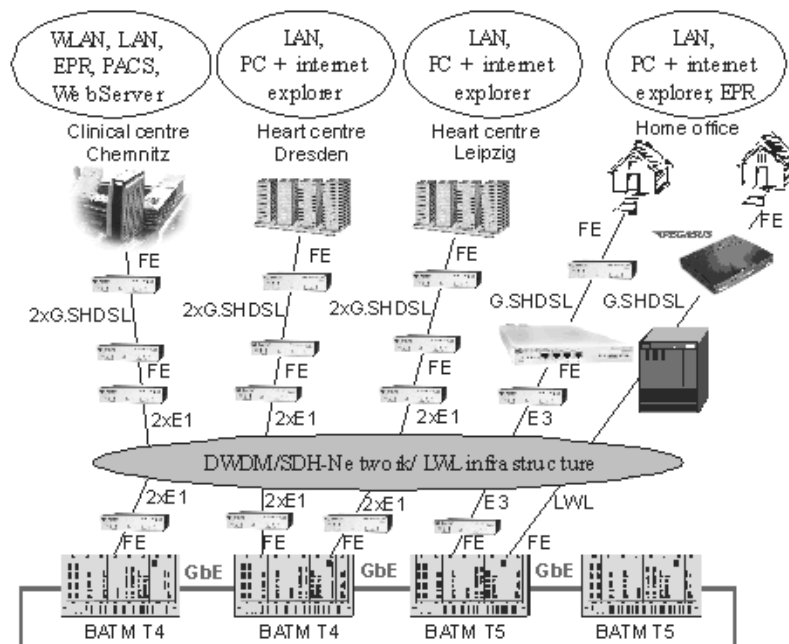 WLAN, LAN,
EPR, PACS,
WebServer
LAN,
PC + internet
explorer
LAN,
PC + internet
explorer
LAN,
PC + internet
explorer, EPR
Clinical centre
Chemnitz
Heart centre
Dresden
Heart centre
Leipzig
Home office
FE
FE
FE
FE
FE
PEGASUS
2xG.SHDSL
2xG.SHDSL
2xG.SHDSL
G.SHDSL
G.SHDSL
FE
FE
FE
FE
2xE1
2xE1
2xE1
E3
DWDM/SDH-Network/ LWL infrastructure
2xE1
2xE1
2xE1
E3
LWL
FE
FE
FE
FE
FE
GbE
GbE
GbE
BATM T4
BATM T4
BATM T5
BATM T5